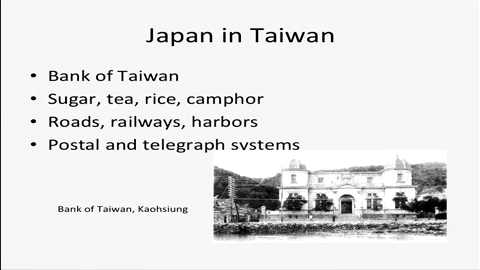 Japan in Taiwan
• Bank of Taiwan
• Sugar, tea, rice, camphor
• Roads, railways, harbors
• Postal and telegraph systems
Bank of Taiwan, Kaohsiung